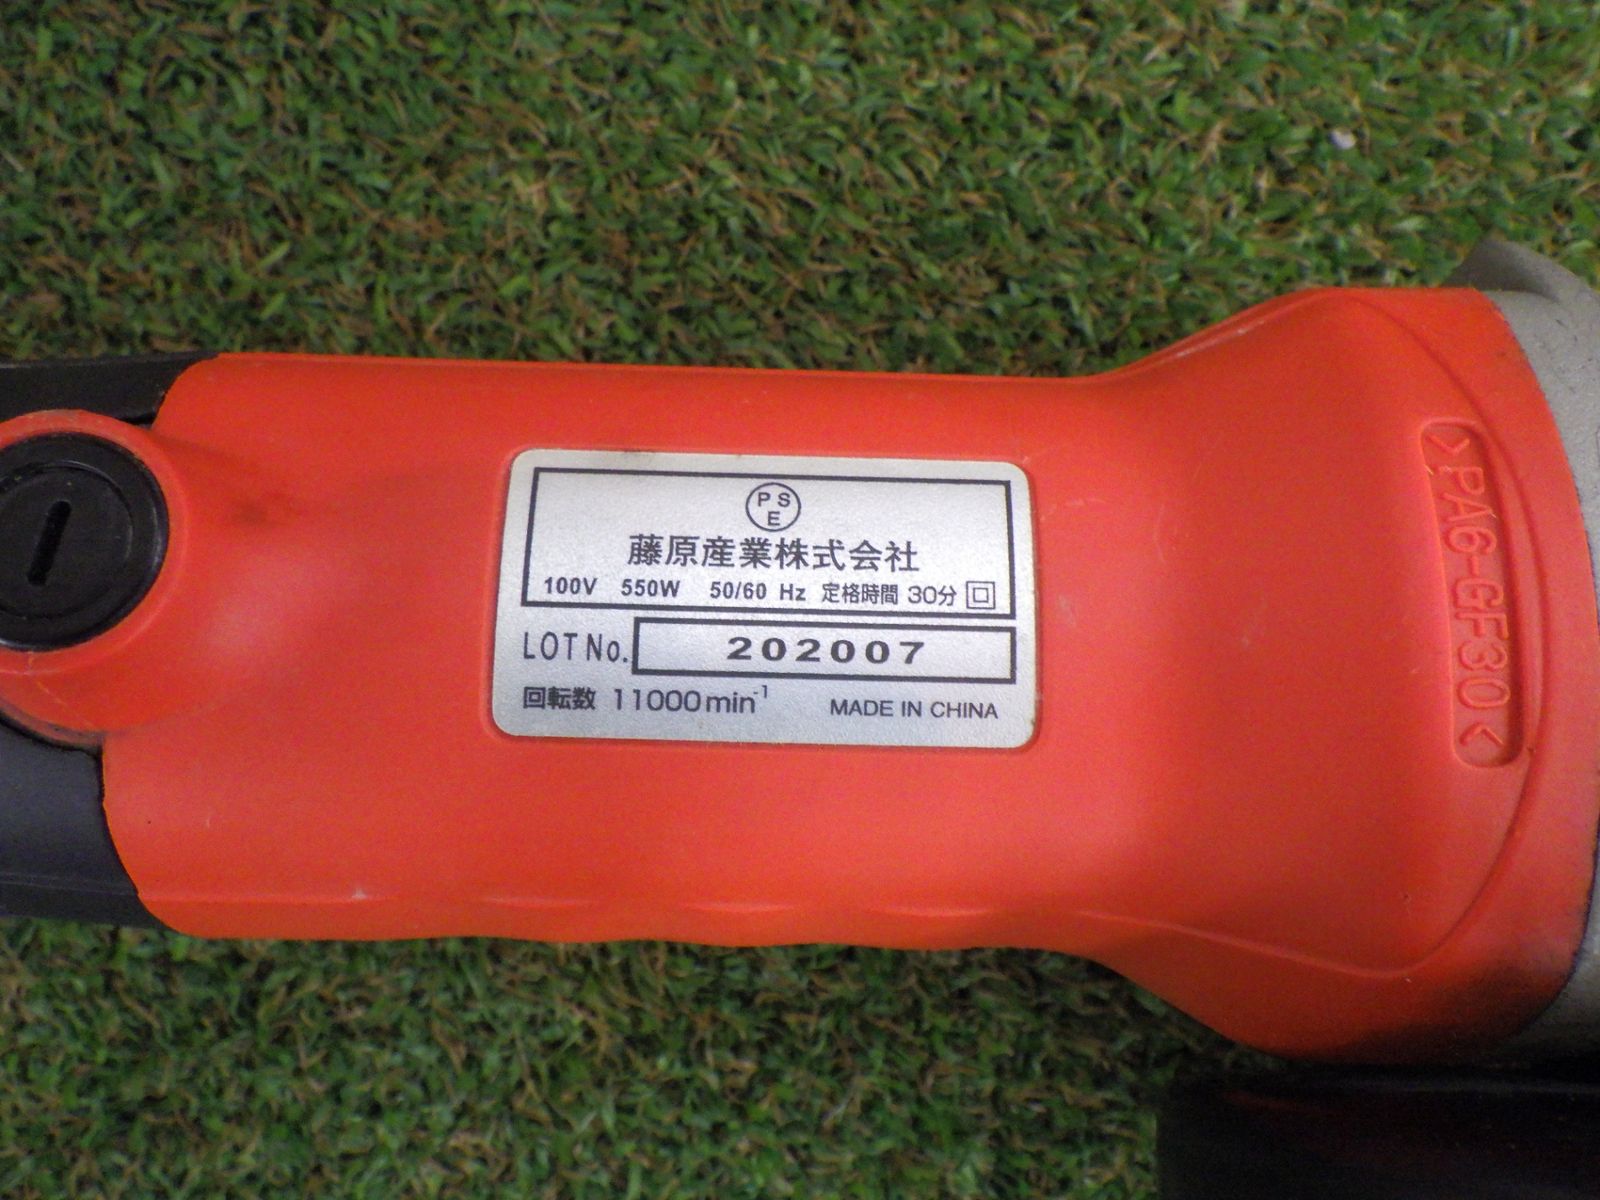 PSE
藤原産業株式会社
100V 550W 50/60 Hz 定格時間 30分
LOT No. 202007
回転数 11000min-1 MADE IN CHINA
>PA6-GF30<